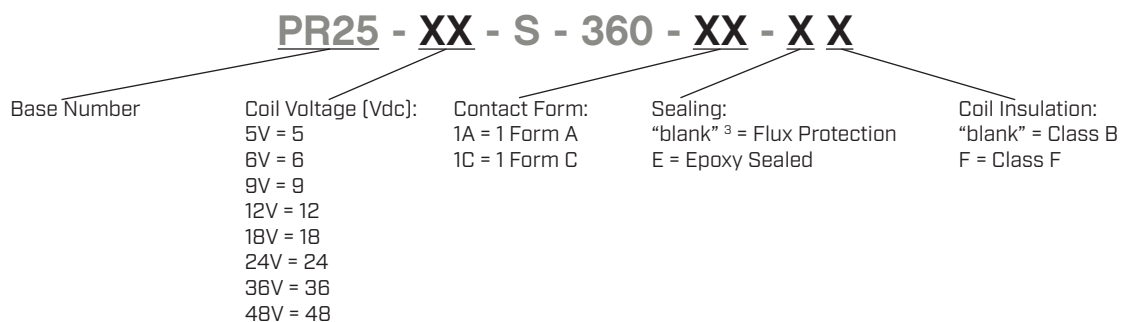 PR25 - XX - S - 360 - XX - X X
Base Number
Coil Voltage (Vdc):
5V = 5
6V = 6
9V = 9
12V = 12
18V = 18
24V = 24
36V = 36
48V = 48
Contact Form:
1A = 1 Form A
1C = 1 Form C
Sealing:
“blank” ³ = Flux Protection
E = Epoxy Sealed
Coil Insulation:
“blank” = Class B
F = Class F